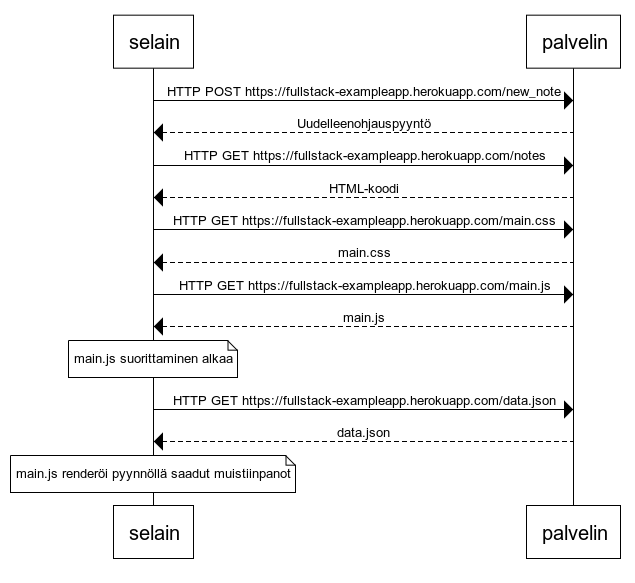 selain
palvelin
HTTP POST https://fullstack-exampleapp.herokuapp.com/new_note
Uudelleenohjauspyyntö
HTTP GET https://fullstack-exampleapp.herokuapp.com/notes
HTML-koodi
HTTP GET https://fullstack-exampleapp.herokuapp.com/main.css
main.css
HTTP GET https://fullstack-exampleapp.herokuapp.com/main.js
main.js
main.js suorittaminen alkaa
HTTP GET https://fullstack-exampleapp.herokuapp.com/data.json
data.json
main.js renderöi pyynnöllä saadut muistiinpanot
selain
palvelin